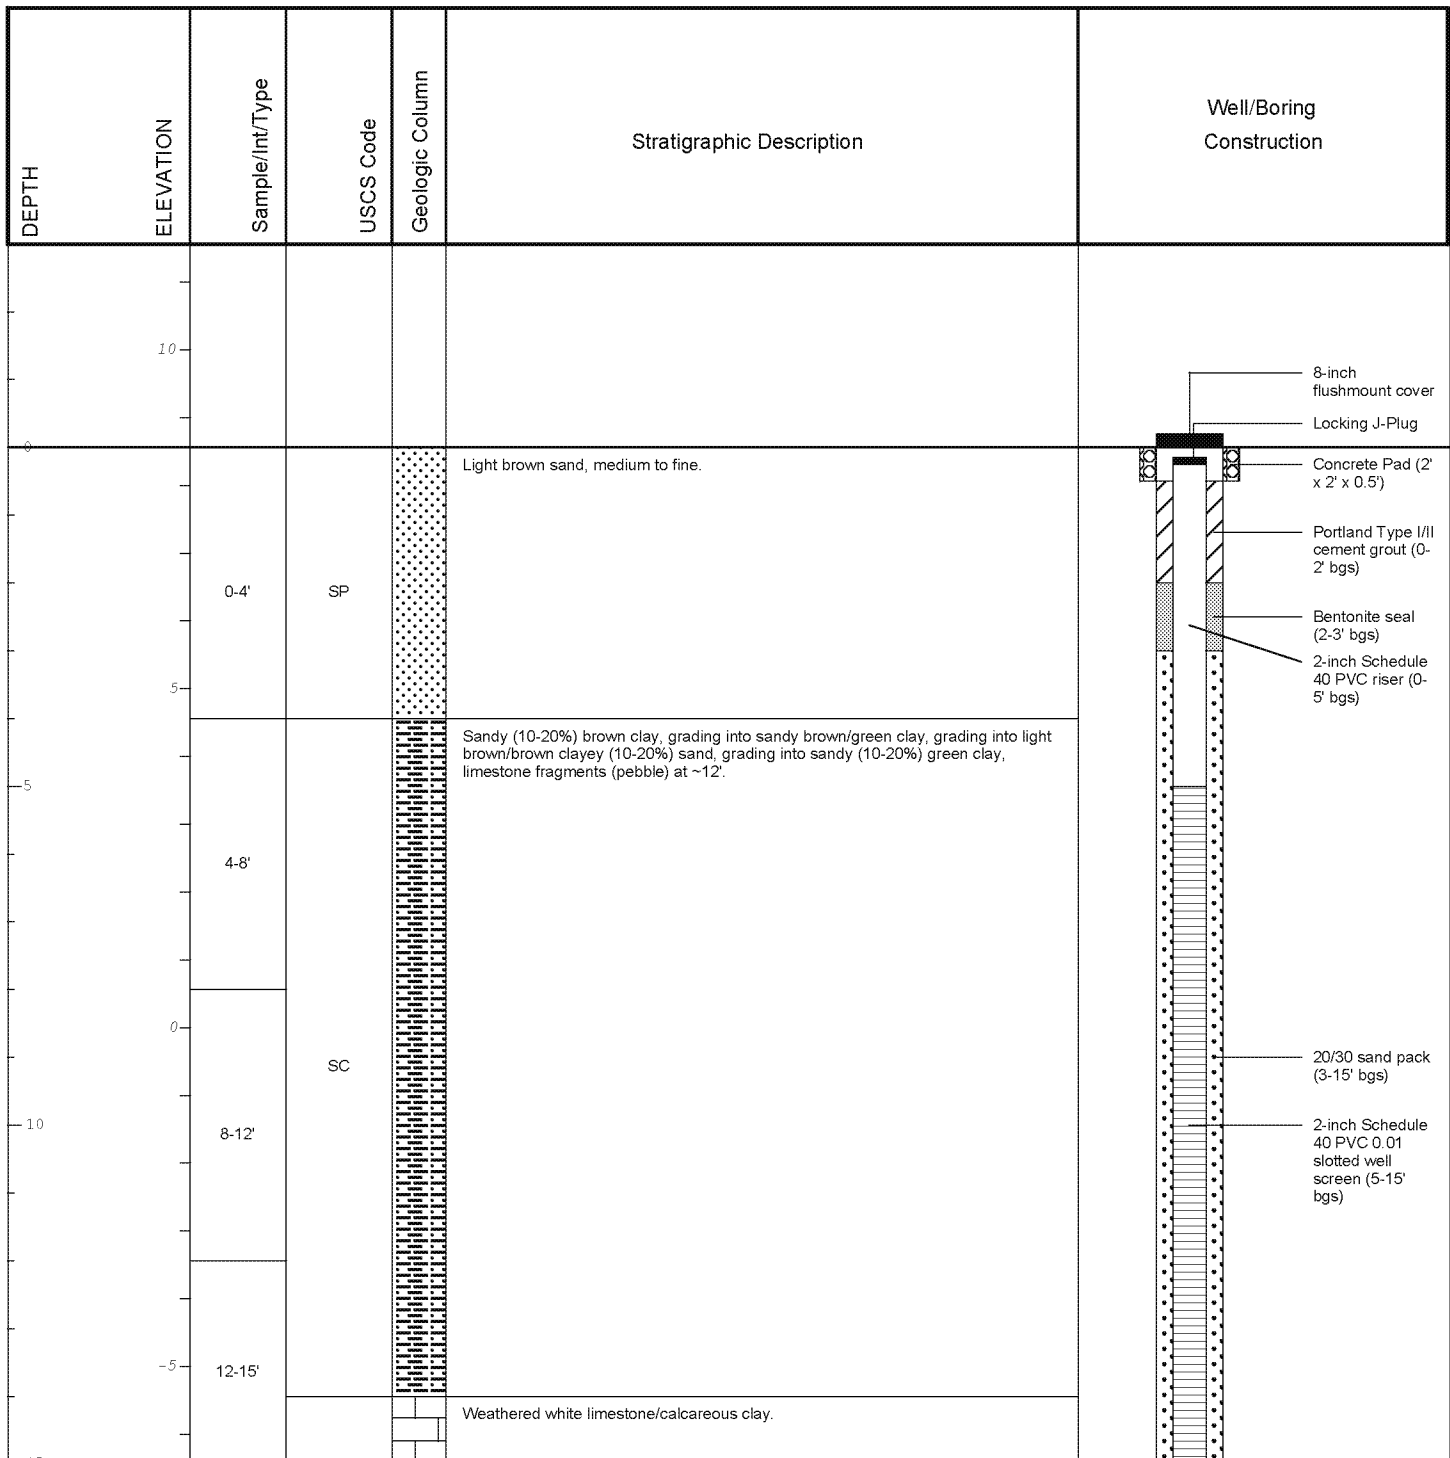 DEPTH
ELEVATION
Sample/Int/Type
USCS Code
Geologic Column
Stratigraphic Description
Well/Boring
Construction
10
8-inch
flushmount cover
Locking J-Plug
0
Light brown sand, medium to fine.
Concrete Pad (2'
x 2' x 0.5')
Portland Type I/II
cement grout (0-
2' bgs)
0-4'
SP
Bentonite seal
(2-3' bgs)
2-inch Schedule
40 PVC riser (0-
5' bgs)
5
Sandy (10-20%) brown clay, grading into sandy brown/green clay, grading into light
brown/brown clayey (10-20%) sand, grading into sandy (10-20%) green clay,
limestone fragments (pebble) at ~12'.
5
4-8'
0
SC
20/30 sand pack
(3-15' bgs)
10
8-12'
2-inch Schedule
40 PVC 0.01
slotted well
screen (5-15'
bgs)
-5
12-15'
Weathered white limestone/calcareous clay.